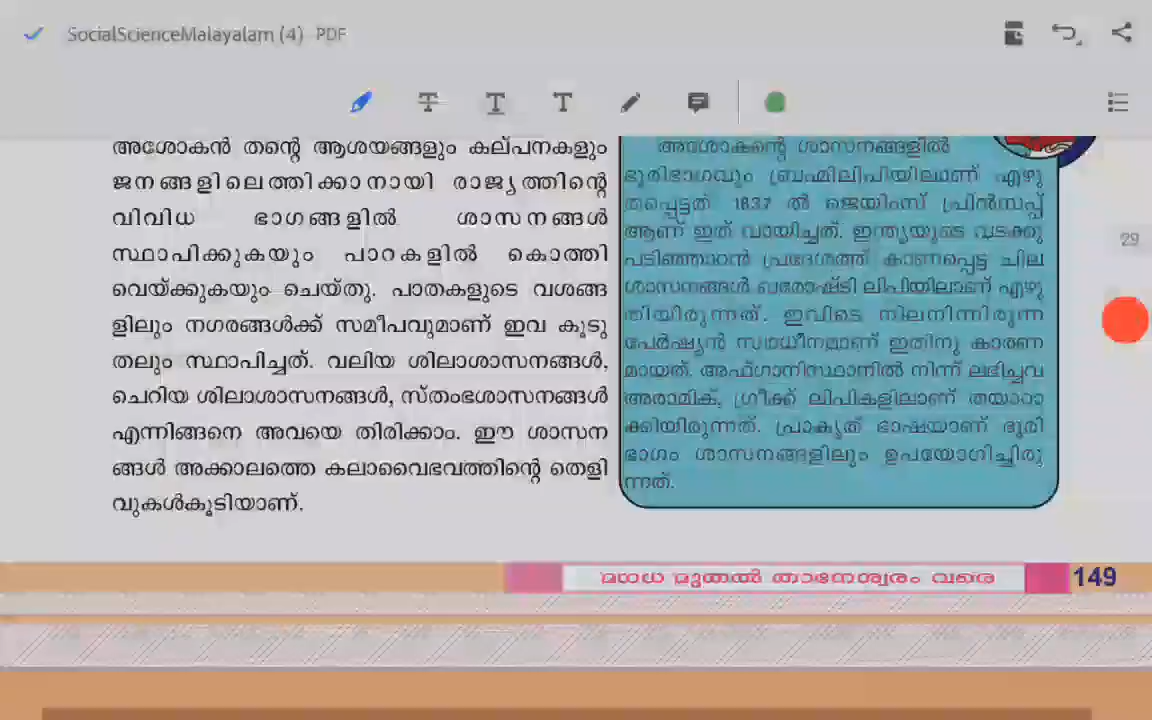 SocialScienceMalayalam (4) PDF
അശോകൻ തന്റെ ആശയങ്ങളും കല്പനകളും
ജനങ്ങളിലെത്തിക്കാനായി രാജ്യത്തിന്റെ
വിവിധ ഭാഗങ്ങളിൽ ശാസനങ്ങൾ
സ്ഥാപിക്കുകയും പാറകളിൽ കൊത്തി
വെയ്ക്കുകയും ചെയ്തു. പാതകളുടെ വശങ്ങ
ളിലും നഗരങ്ങൾക്ക് സമീപവുമാണ് ഇവ കൂടു
തലും സ്ഥാപിച്ചത്. വലിയ ശിലാശാസനങ്ങൾ,
ചെറിയ ശിലാശാസനങ്ങൾ, സ്തംഭശാസനങ്ങൾ
എന്നിങ്ങനെ അവയെ തിരിക്കാം. ഈ ശാസന
ങ്ങൾ അക്കാലത്തെ കലാവൈഭവത്തിന്റെ തെളി
വുകൾകൂടിയാണ്.
അശോകന്റെ ശാസനങ്ങളിൽ
ഭൂരിഭാഗവും ബ്രഹ്മിലിപിയിലാണ് എഴു
തപ്പെട്ടത്. 1837 ൽ ജെയിംസ് പ്രിൻസപ്പ്
ആണ് ഇത് വായിച്ചത്. ഇന്ത്യയുടെ വടക്കു
പടിഞ്ഞാറൻ പ്രദേശത്ത് കാണപ്പെട്ട ചില
ശാസനങ്ങൾ ഖരോഷ്ടി ലിപിയിലാണ് എഴു
തിയിരുന്നത്. ഇവിടെ നിലനിന്നിരുന്ന
പേർഷ്യൻ സ്വാധീനമാണ് ഇതിനു കാരണ
മായത്. അഫ്ഗാനിസ്ഥാനിൽ നിന്ന് ലഭിച്ചവ
അരാമിക്, ഗ്രീക്ക് ലിപികളിലാണ് തയാറാ
ക്കിയിരുന്നത്. പ്രാകൃത് ഭാഷയാണ് ഭൂരി
ഭാഗം ശാസനങ്ങളിലും ഉപയോഗിച്ചിരു
ന്നത്.
29
മഗധ മുതൽ താനേശ്വരം വരെ 149